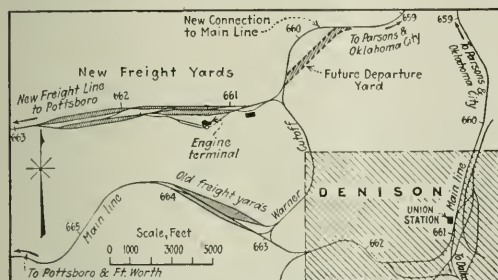 New Connection
to Main Line
660
659
To Parsons &
Oklahoma City
659
To Parsons &
Oklahoma City
New Freight Yards
Future Departure
Yard
New Freight Line
to Pottsboro
662
661
663
Engine
terminal
Cutoff
660
Old freight yards
Warner
DENISON
UNION
STATION
Main line
661
664
665
Main line
Scale, Feet
0 1000 3000 5000
663
662
To Pottsboro & Ft. Worth